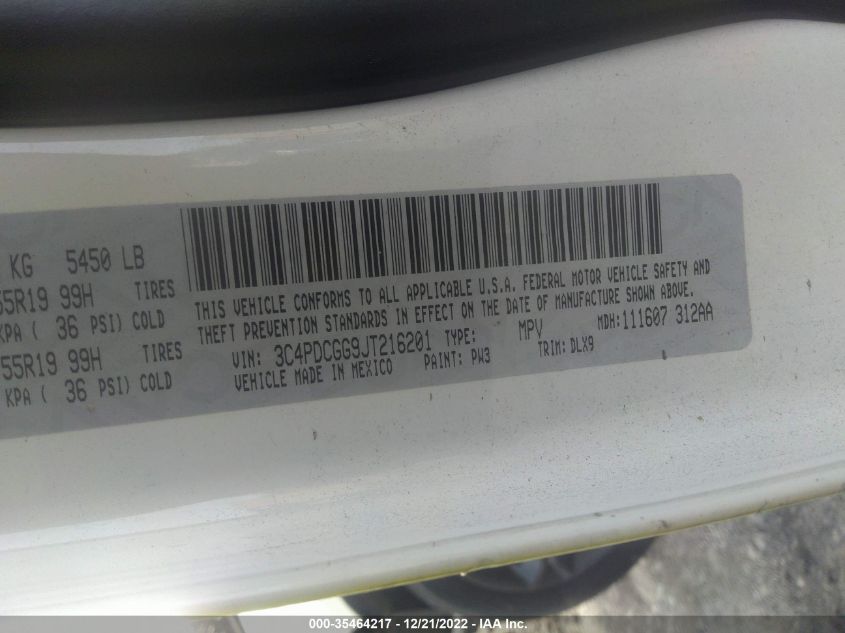 KG 5450 LB
55R19 99H TIRES
KPA ( 36 PSI) COLD
55R19 99H TIRES
KPA ( 36 PSI) COLD
THIS VEHICLE CONFORMS TO ALL APPLICABLE U.S.A. FEDERAL MOTOR VEHICLE SAFETY AND
THEFT PREVENTION STANDARDS IN EFFECT ON THE DATE OF MANUFACTURE SHOWN ABOVE.
VIN: 3C4PDCGG9JT216201 TYPE: MPV MDH: 111607 312AA
VEHICLE MADE IN MEXICO PAINT: PW3 TRIM: DLX9
000-35464217 - 12/21/2022 - IAA Inc.